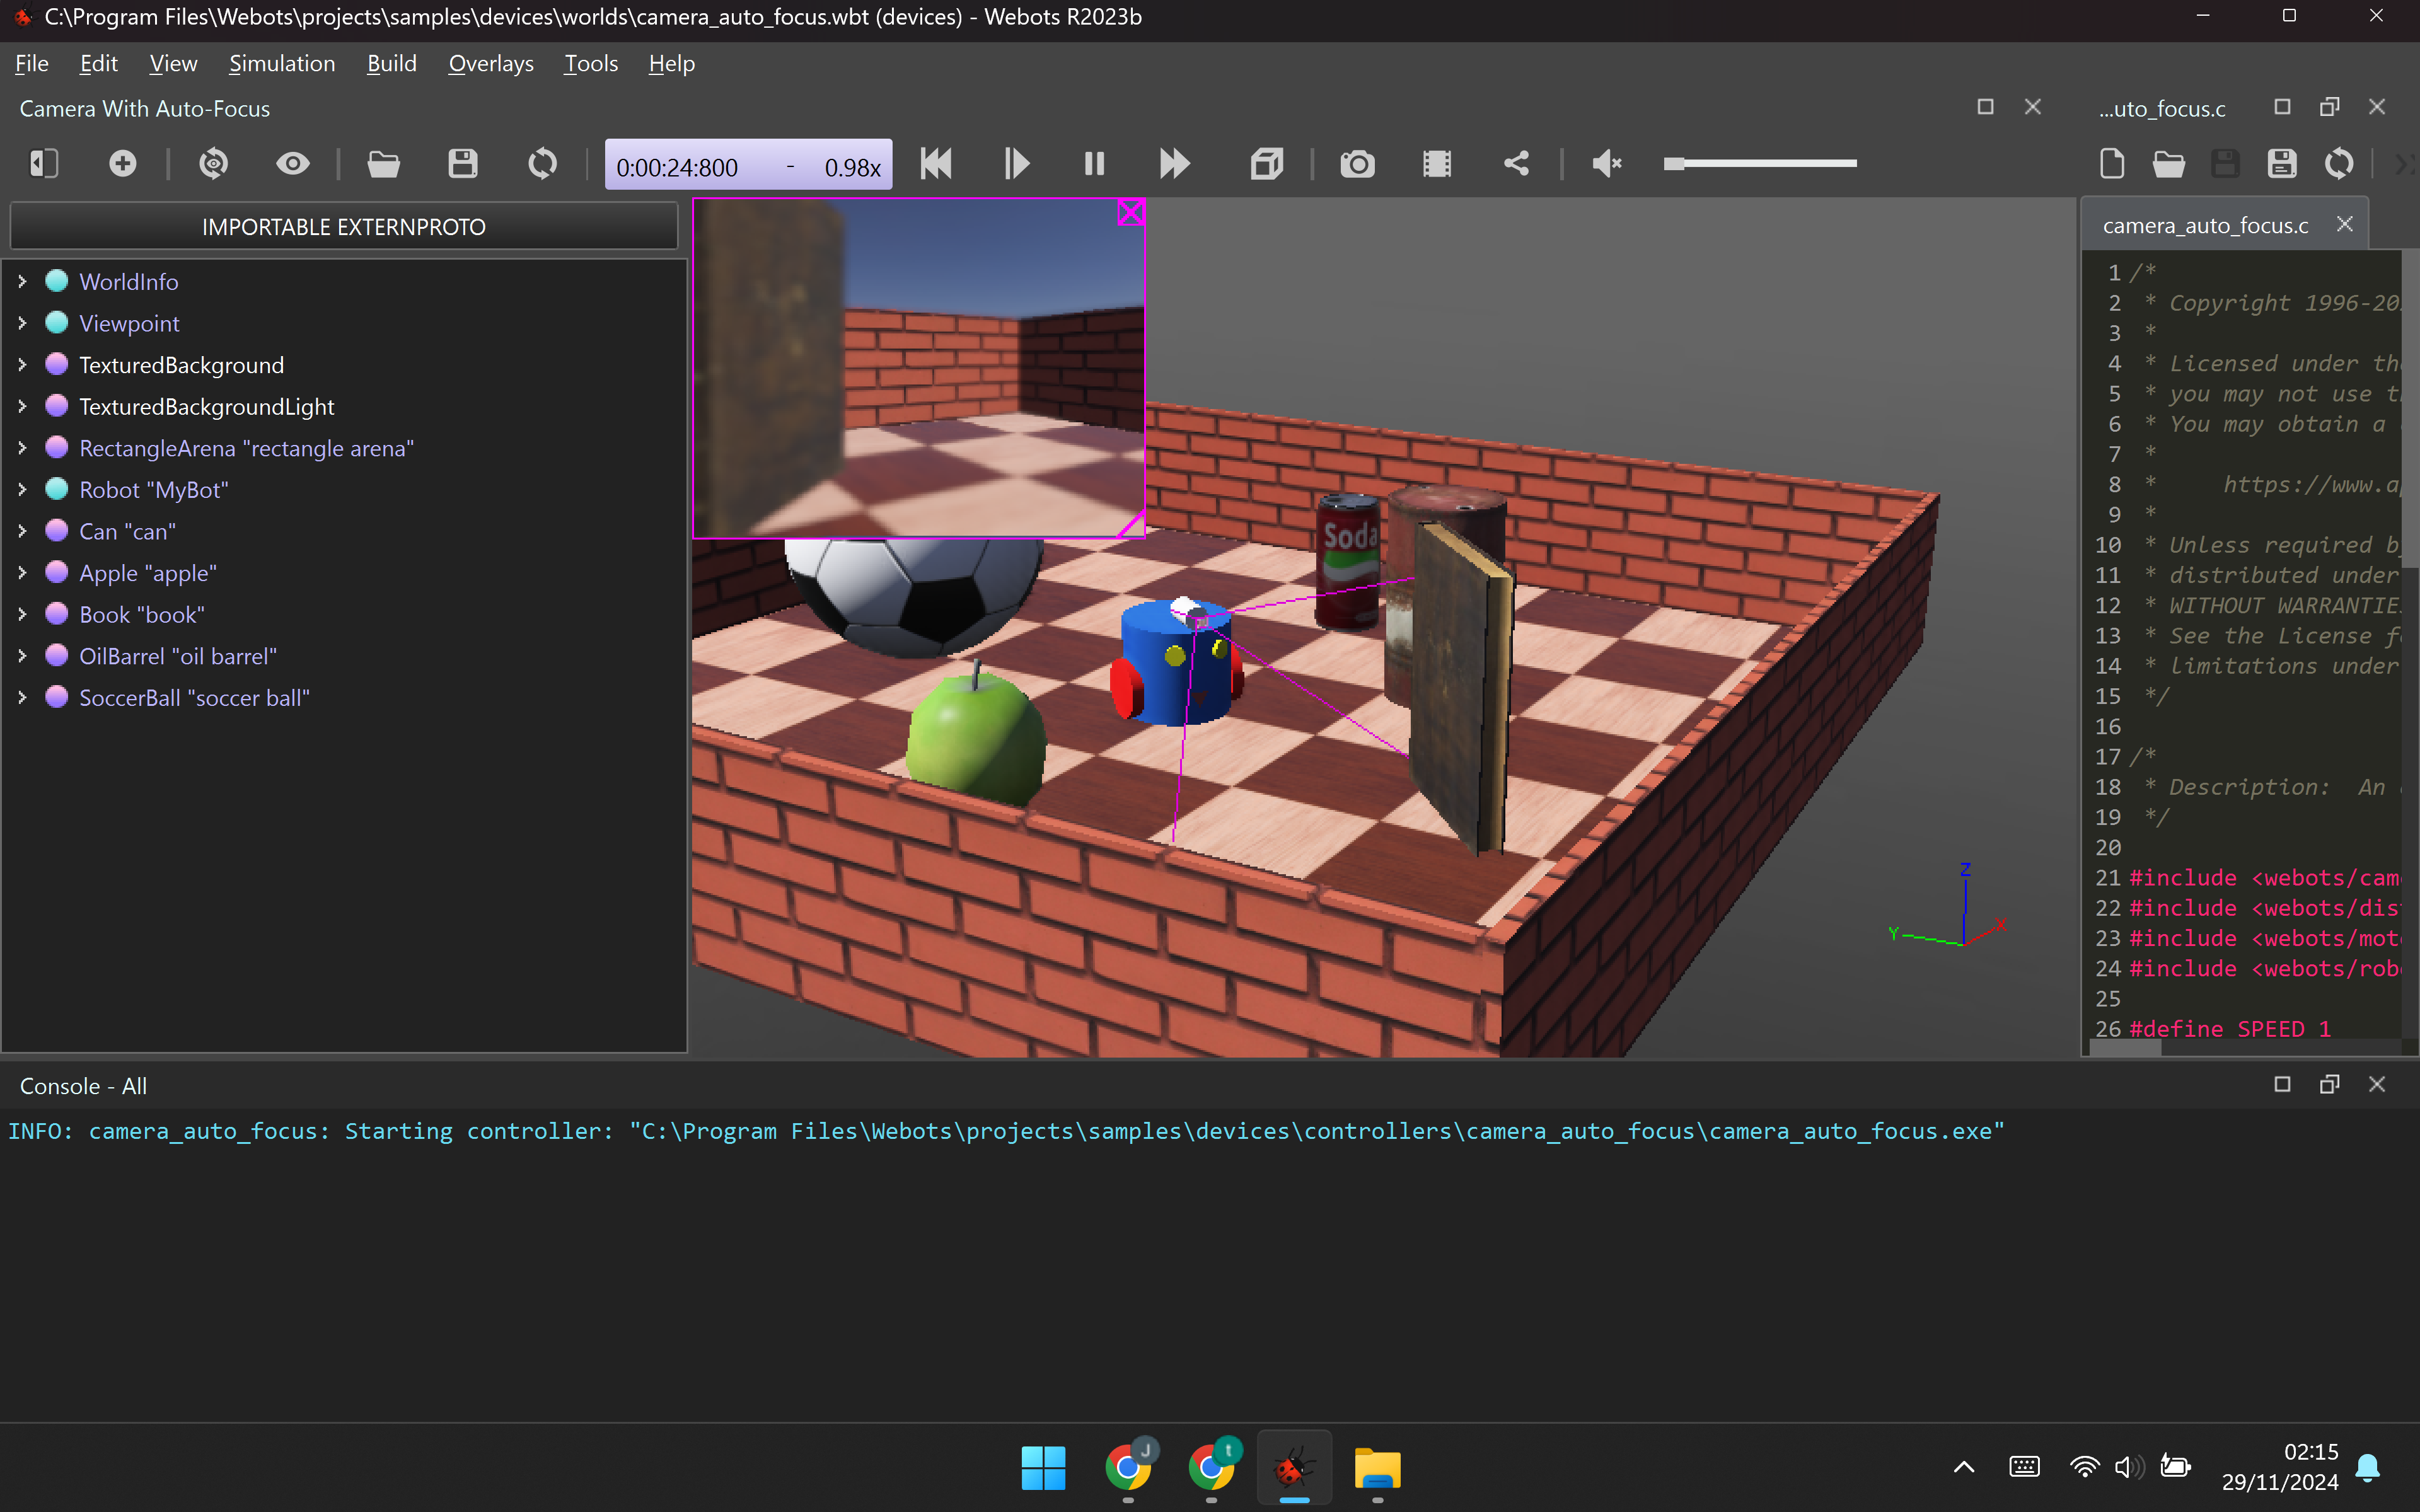 C:\Program Files\Webots\projects\samples\devices\worlds\camera_auto_focus.wbt (devices) - Webots R2023b
File Edit View Simulation Build Overlays Tools Help
Camera With Auto-Focus
...uto_focus.c
0:00:24:800 - 0.98x
IMPORTABLE EXTERNPROTO
WorldInfo
Viewpoint
TexturedBackground
TexturedBackgroundLight
RectangleArena "rectangle arena"
Robot "MyBot"
Can "can"
Apple "apple"
Book "book"
OilBarrel "oil barrel"
SoccerBall "soccer ball"
Soda
Z
Y
X
camera_auto_focus.c
1 /*
2 * Copyright 1996-20
3 *
4 * Licensed under th
5 * you may not use t
6 * You may obtain a
7 *
8 * https://www.a
9 *
10 * Unless required b
11 * distributed under
12 * WITHOUT WARRANTIE
13 * See the License f
14 * limitations under
15 */
16
17 /*
18 * Description: An
19 */
20
21 #include <webots/cam
22 #include <webots/dis
23 #include <webots/mot
24 #include <webots/rob
25
26 #define SPEED 1
Console - All
INFO: camera_auto_focus: Starting controller: "C:\Program Files\Webots\projects\samples\devices\controllers\camera_auto_focus\camera_auto_focus.exe"
J
t
02:15
29/11/2024